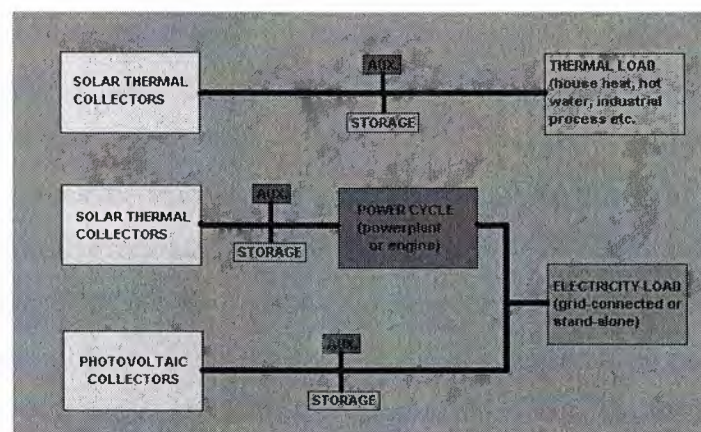 SOLAR THERMAL
COLLECTORS
AUX.
STORAGE
THERMAL LOAD
(house heat, hot
water, industrial
process etc.
SOLAR THERMAL
COLLECTORS
AUX.
STORAGE
POWER CYCLE
(powerplant
or engine)
ELECTRICITY LOAD
(grid-connected or
stand-alone)
PHOTOVOLTAIC
COLLECTORS
AUX.
STORAGE